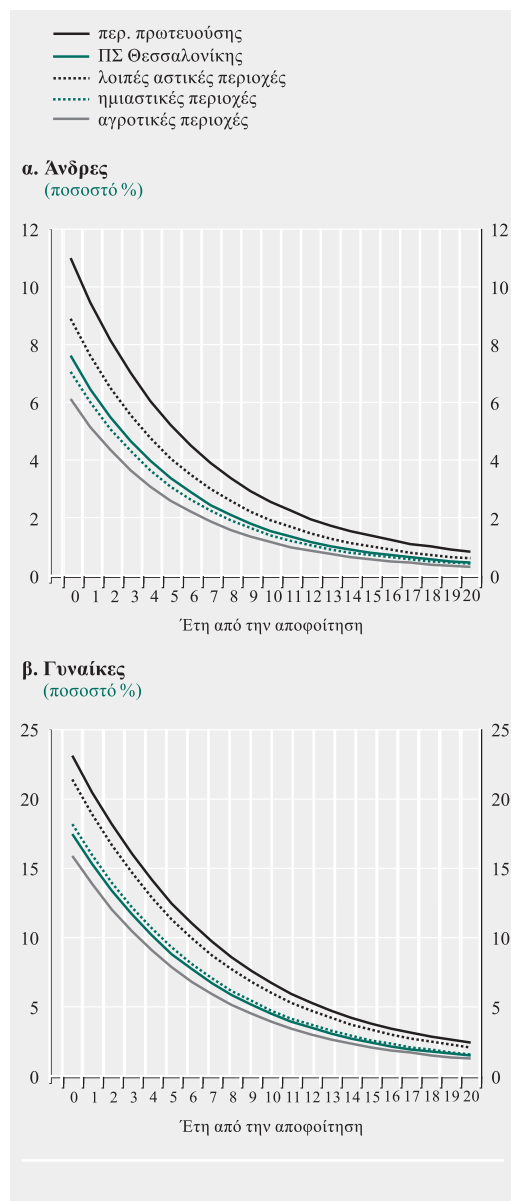 περ. πρωτευούσης
ΠΣ Θεσσαλονίκης
λοιπές αστικές περιοχές
ημιαστικές περιοχές
αγροτικές περιοχές
α. Άνδρες
(ποσοστό %)
12 12
10 10
8 8
6 6
4 4
2 2
0 0
0 1 2 3 4 5 6 7 8 9 10 11 12 13 14 15 16 17 18 19 20
Έτη από την αποφοίτηση
β. Γυναίκες
(ποσοστό %)
25 25
20 20
15 15
10 10
5 5
0 0
0 1 2 3 4 5 6 7 8 9 10 11 12 13 14 15 16 17 18 19 20
Έτη από την αποφοίτηση